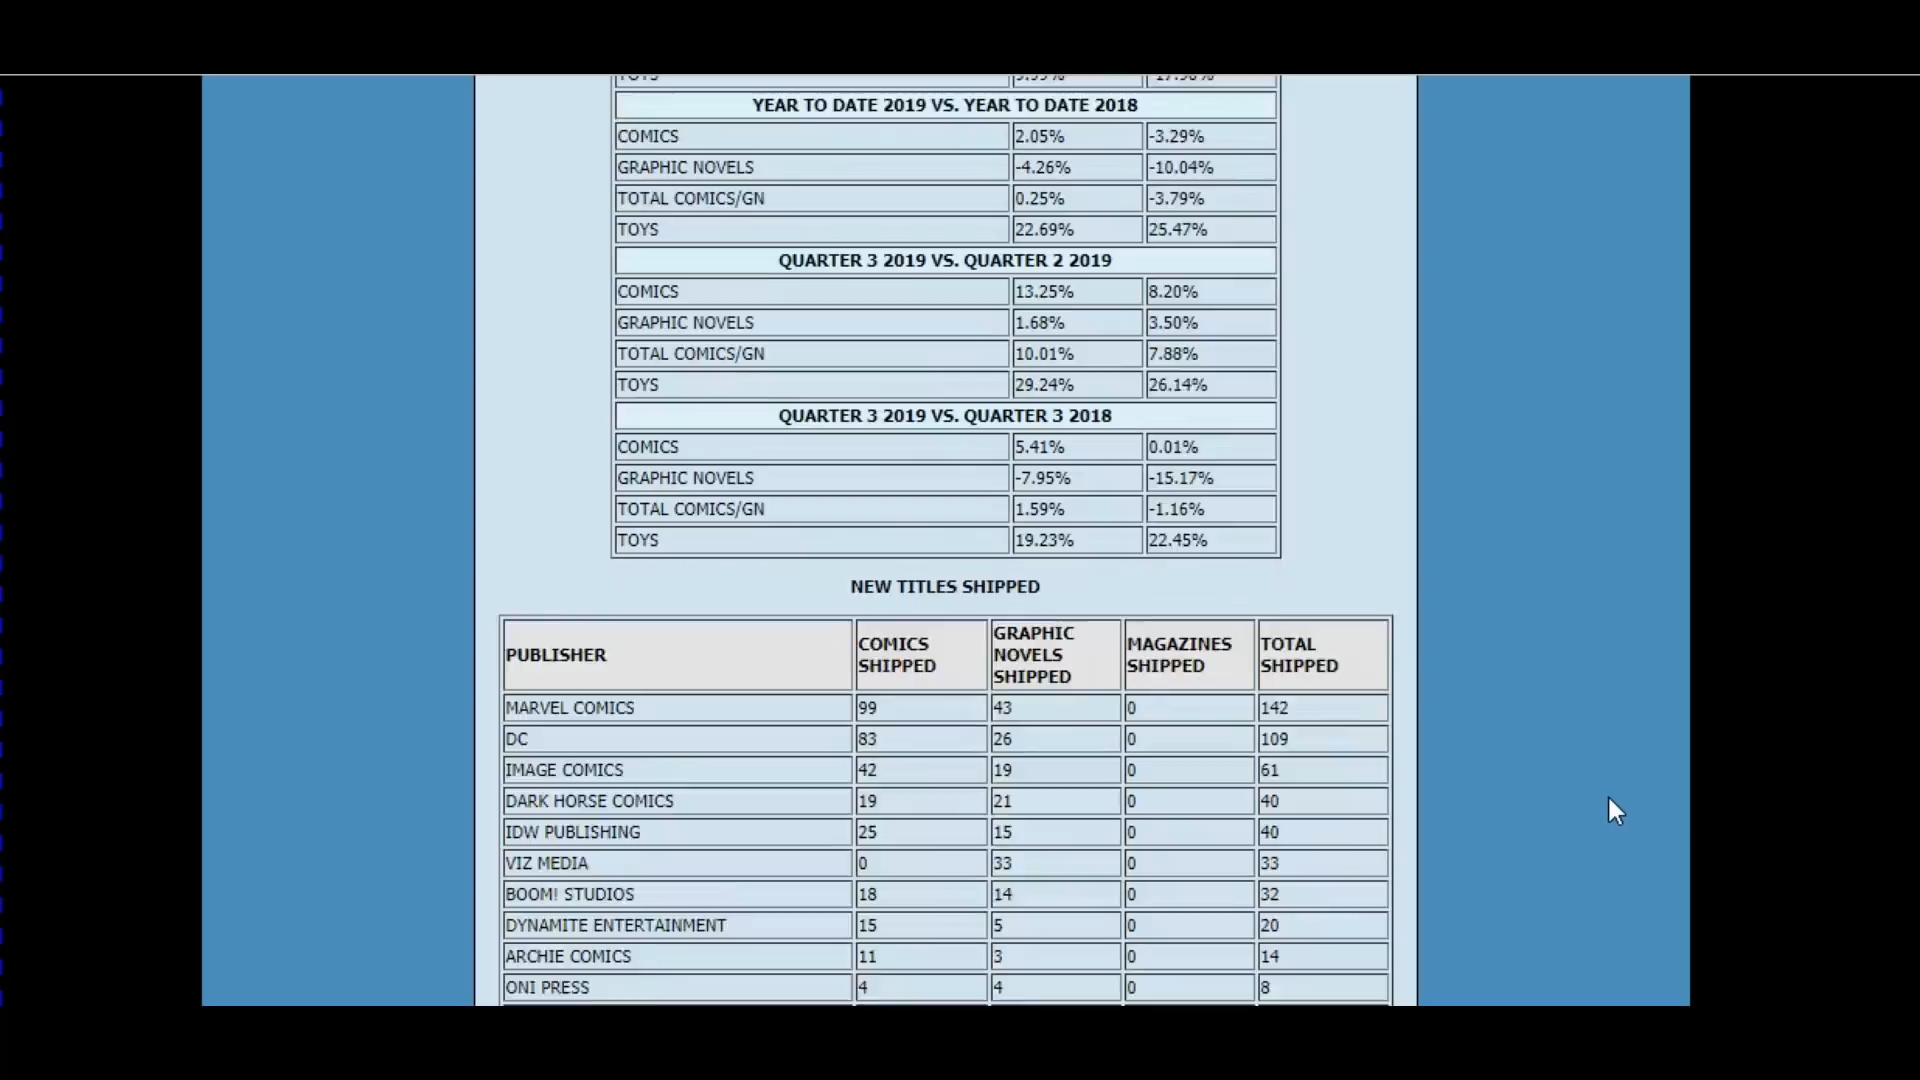 YEAR TO DATE 2019 VS. YEAR TO DATE 2018
COMICS 2.05% -3.29%
GRAPHIC NOVELS -4.26% -10.04%
TOTAL COMICS/GN 0.25% -3.79%
TOYS 22.69% 25.47%
QUARTER 3 2019 VS. QUARTER 2 2019
COMICS 13.25% 8.20%
GRAPHIC NOVELS 1.68% 3.50%
TOTAL COMICS/GN 10.01% 7.88%
TOYS 29.24% 26.14%
QUARTER 3 2019 VS. QUARTER 3 2018
COMICS 5.41% 0.01%
GRAPHIC NOVELS -7.95% -15.17%
TOTAL COMICS/GN 1.59% -1.16%
TOYS 19.23% 22.45%
NEW TITLES SHIPPED
PUBLISHER COMICS SHIPPED GRAPHIC NOVELS SHIPPED MAGAZINES SHIPPED TOTAL SHIPPED
MARVEL COMICS 99 43 0 142
DC 83 26 0 109
IMAGE COMICS 42 19 0 61
DARK HORSE COMICS 19 21 0 40
IDW PUBLISHING 25 15 0 40
VIZ MEDIA 0 33 0 33
BOOM! STUDIOS 18 14 0 32
DYNAMITE ENTERTAINMENT 15 5 0 20
ARCHIE COMICS 11 3 0 14
ONI PRESS 4 4 0 8